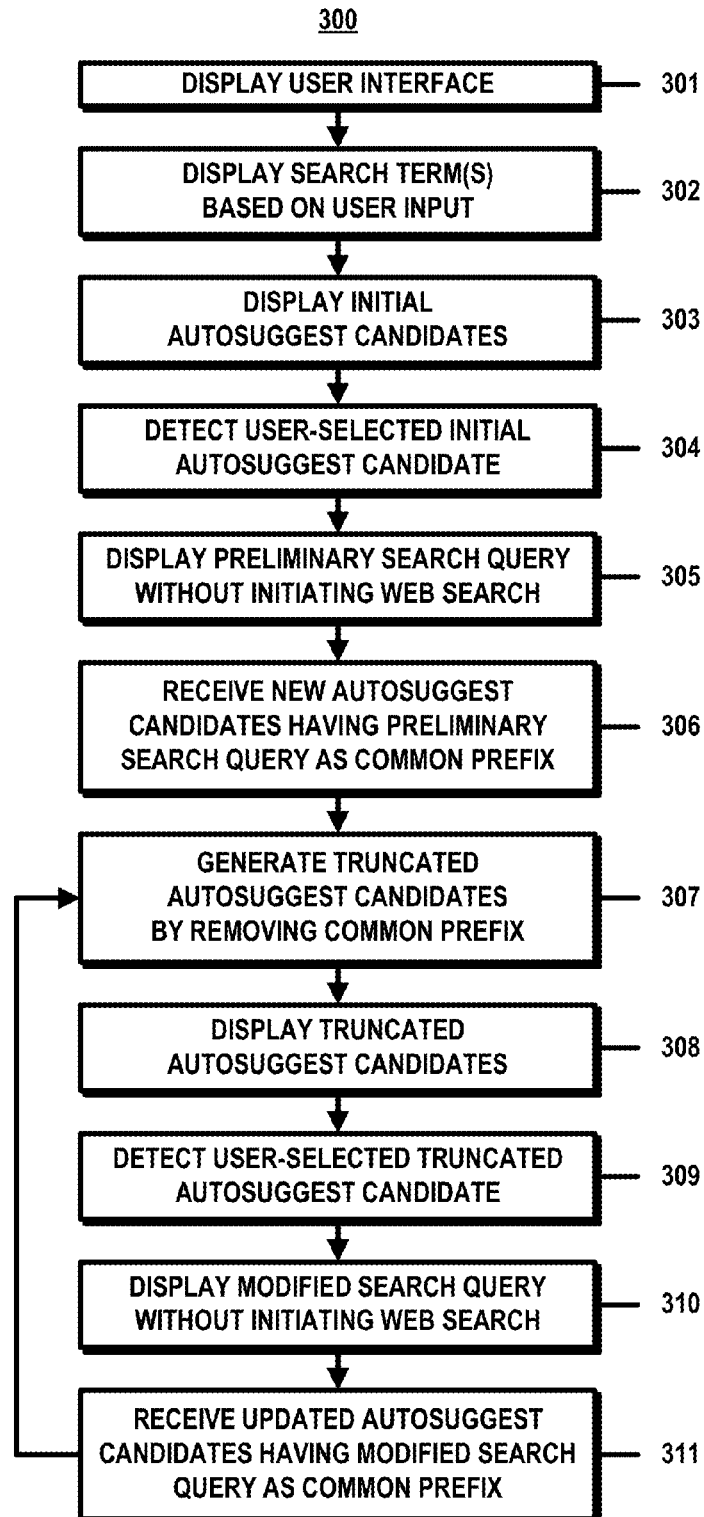 300
DISPLAY USER INTERFACE
301
DISPLAY SEARCH TERM(S)
BASED ON USER INPUT
302
DISPLAY INITIAL
AUTOSUGGEST CANDIDATES
303
DETECT USER-SELECTED INITIAL
AUTOSUGGEST CANDIDATE
304
DISPLAY PRELIMINARY SEARCH QUERY
WITHOUT INITIATING WEB SEARCH
305
RECEIVE NEW AUTOSUGGEST
CANDIDATES HAVING PRELIMINARY
SEARCH QUERY AS COMMON PREFIX
306
GENERATE TRUNCATED
AUTOSUGGEST CANDIDATES
BY REMOVING COMMON PREFIX
307
DISPLAY TRUNCATED
AUTOSUGGEST CANDIDATES
308
DETECT USER-SELECTED TRUNCATED
AUTOSUGGEST CANDIDATE
309
DISPLAY MODIFIED SEARCH QUERY
WITHOUT INITIATING WEB SEARCH
310
RECEIVE UPDATED AUTOSUGGEST
CANDIDATES HAVING MODIFIED SEARCH
QUERY AS COMMON PREFIX
311